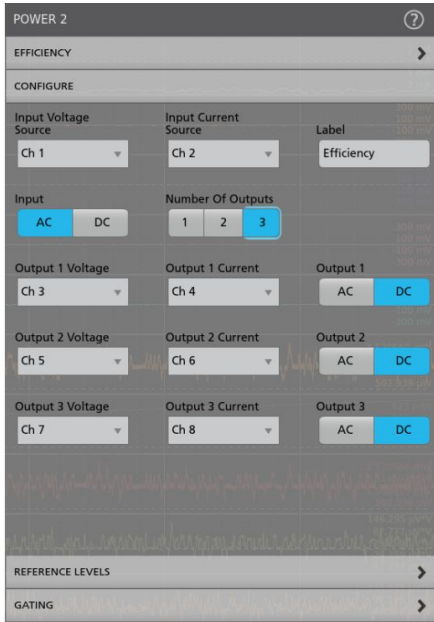 POWER 2 ?
EFFICIENCY
CONFIGURE
Input Voltage Source
Input Current Source
Label
Ch 1
Ch 2
Efficiency
Input
Number Of Outputs
AC DC
1 2 3
Output 1 Voltage
Output 1 Current
Output 1
Ch 3
Ch 4
AC DC
Output 2 Voltage
Output 2 Current
Output 2
Ch 5
Ch 6
AC DC
Output 3 Voltage
Output 3 Current
Output 3
Ch 7
Ch 8
AC DC
REFERENCE LEVELS
GATING